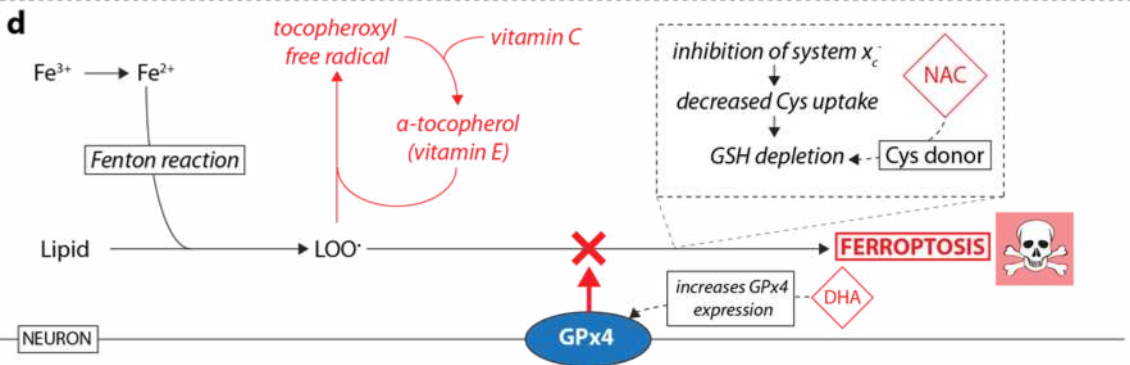 d
Fe³⁺
Fe²⁺
Fenton reaction
tocopheroxyl
free radical
vitamin C
α-tocopherol
(vitamin E)
inhibition of system x꜀⁻
decreased Cys uptake
GSH depletion
NAC
Cys donor
Lipid
LOO·
FERROPTOSIS
increases GPx4
expression
DHA
NEURON
GPx4